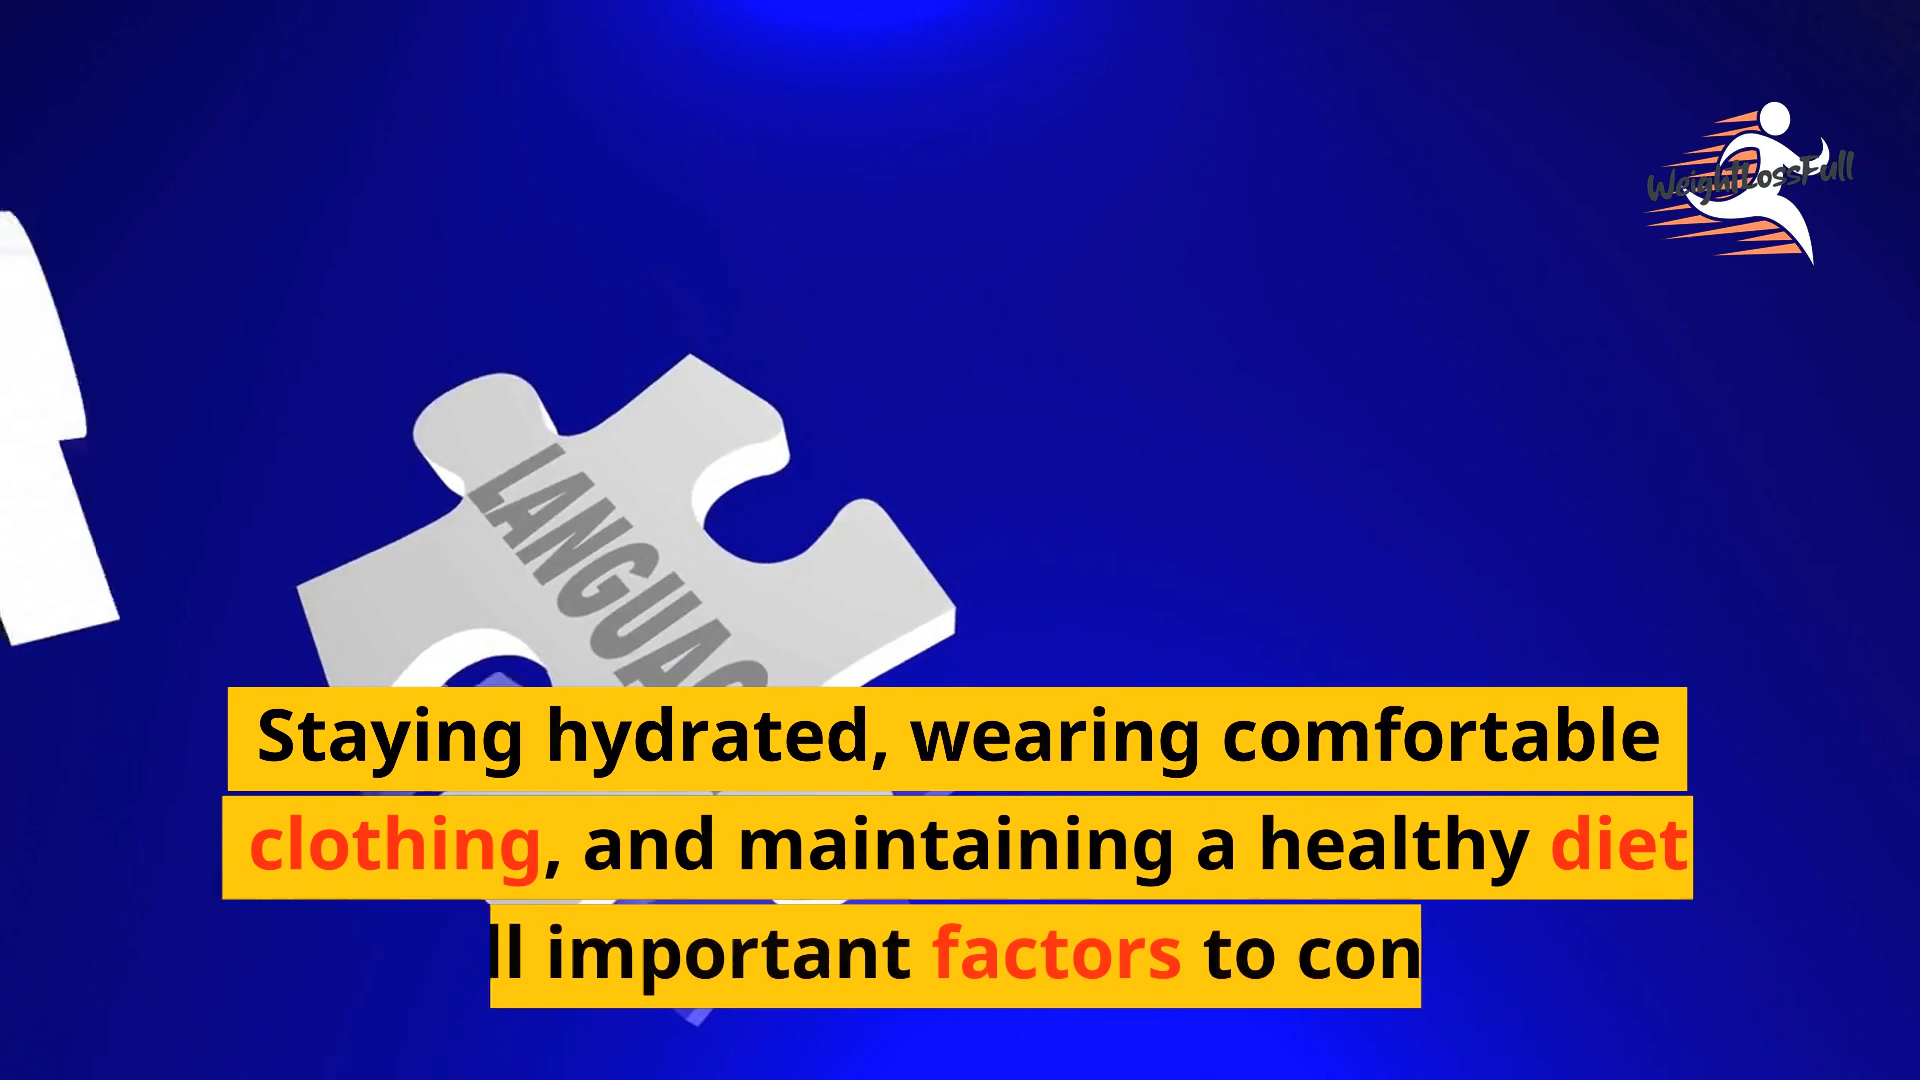 WeightLossFull
LANGUAG
Staying hydrated, wearing comfortable
clothing, and maintaining a healthy diet
ll important factors to con